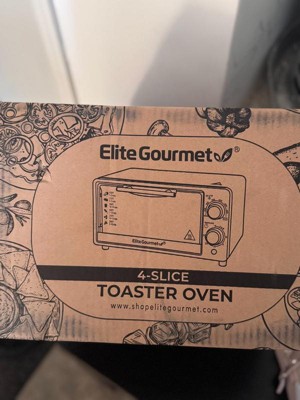 Elite Gourmet®
4-SLICE
TOASTER OVEN
www.shopelitegourmet.com